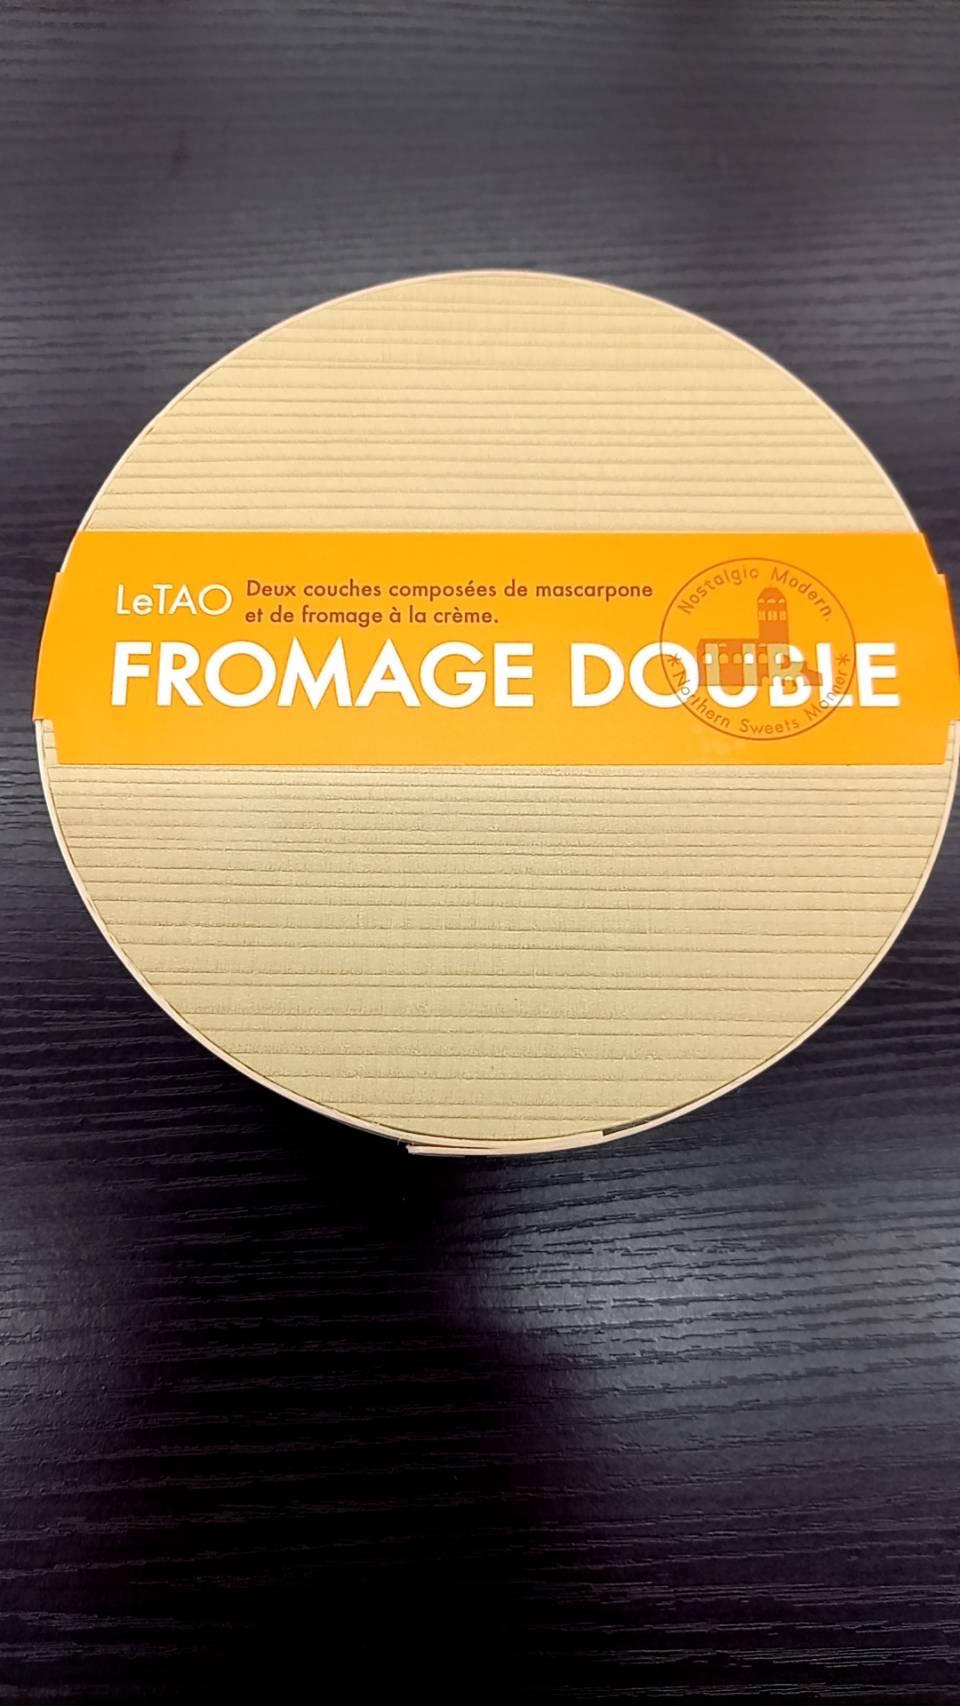 LeTAO
Deux couches composées de mascarpone
et de fromage à la crème.
FROMAGE DOUBLE
Nostalgic Modern.
*Northern Sweets Manner*